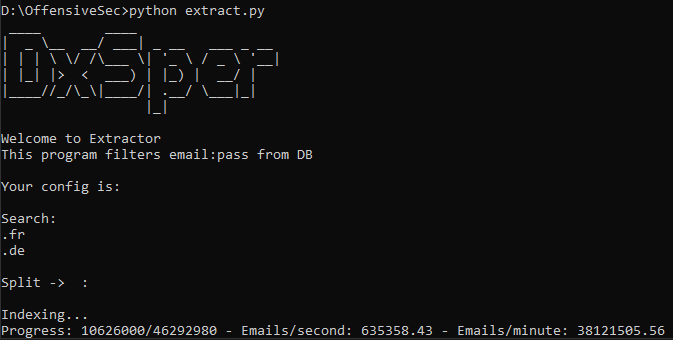 D:\OffensiveSec>python extract.py
DxSper
Welcome to Extractor
This program filters email:pass from DB
Your config is:
Search:
.fr
.de
Split ->  :
Indexing...
Progress: 10626000/46292980 - Emails/second: 635358.43 - Emails/minute: 38121505.56